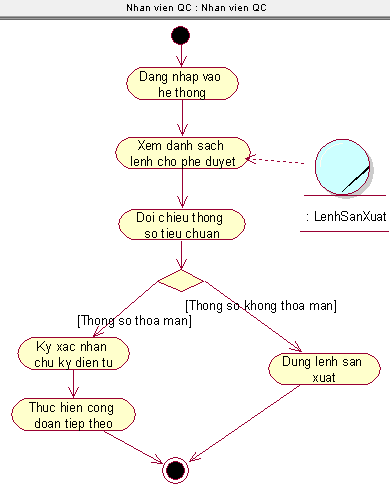 Nhan vien QC : Nhan vien QC
Dang nhap vao
he thong
Xem danh sach
lenh cho phe duyet
: LenhSanXuat
Doi chieu thong
so tieu chuan
[Thong so khong thoa man]
[Thong so thoa man]
Ky xac nhan
chu ky dien tu
Dung lenh san
xuat
Thuc hien cong
doan tiep theo